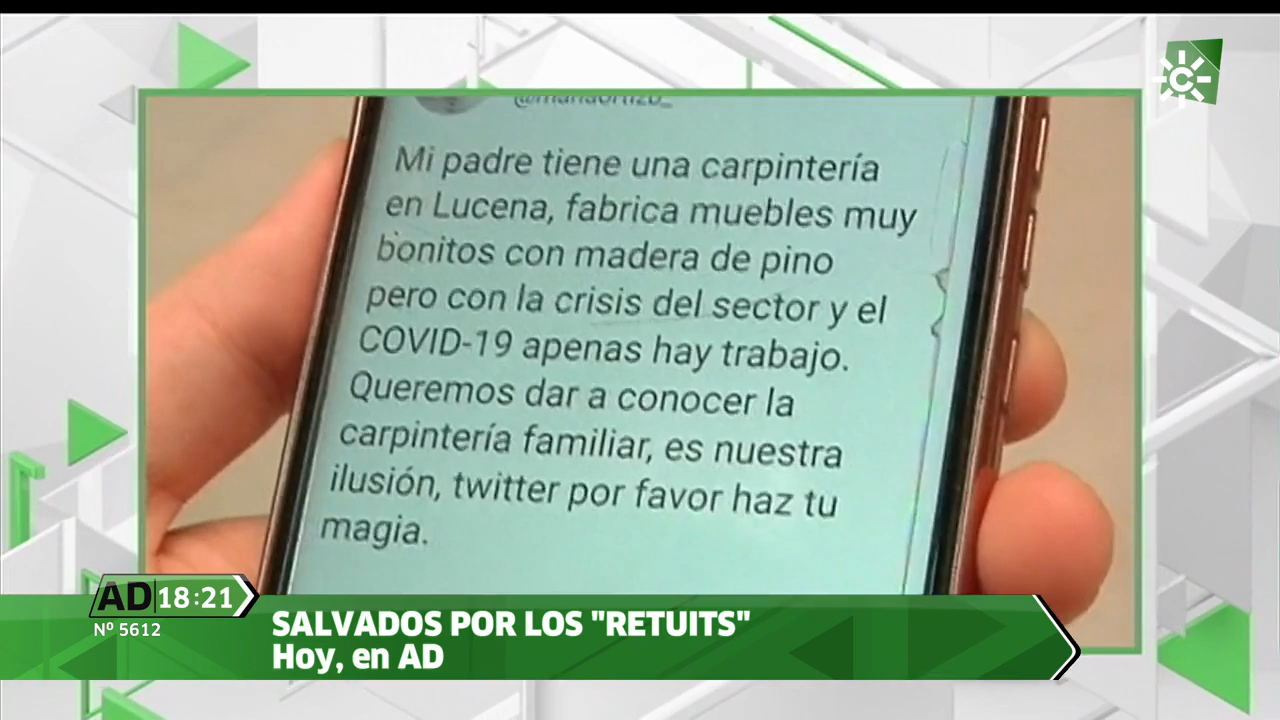 Mi padre tiene una carpintería
en Lucena, fabrica muebles muy
bonitos con madera de pino
pero con la crisis del sector y el
COVID-19 apenas hay trabajo.
Queremos dar a conocer la
carpintería familiar, es nuestra
ilusión, twitter por favor haz tu
magia.
AD 18:21
Nº 5612
SALVADOS POR LOS "RETUITS"
Hoy, en AD